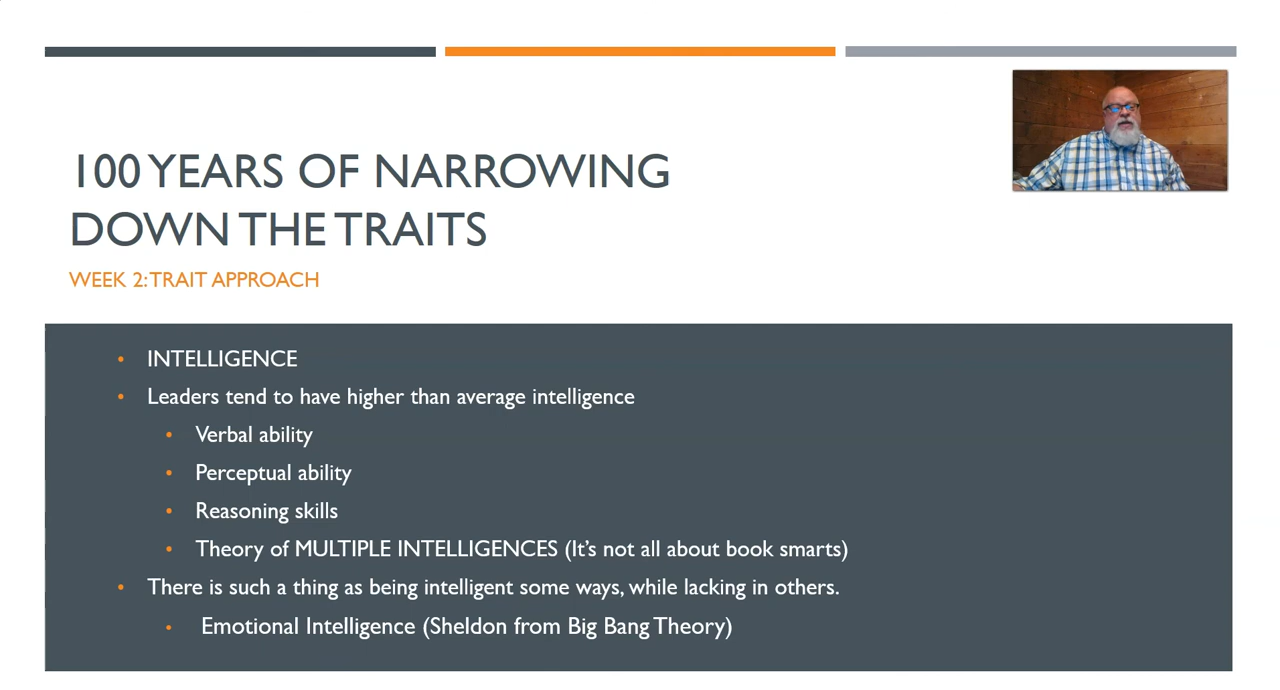 100 YEARS OF NARROWING
DOWN THE TRAITS
WEEK 2: TRAIT APPROACH
• INTELLIGENCE
• Leaders tend to have higher than average intelligence
• Verbal ability
• Perceptual ability
• Reasoning skills
• Theory of MULTIPLE INTELLIGENCES (It's not all about book smarts)
• There is such a thing as being intelligent some ways, while lacking in others.
• Emotional Intelligence (Sheldon from Big Bang Theory)